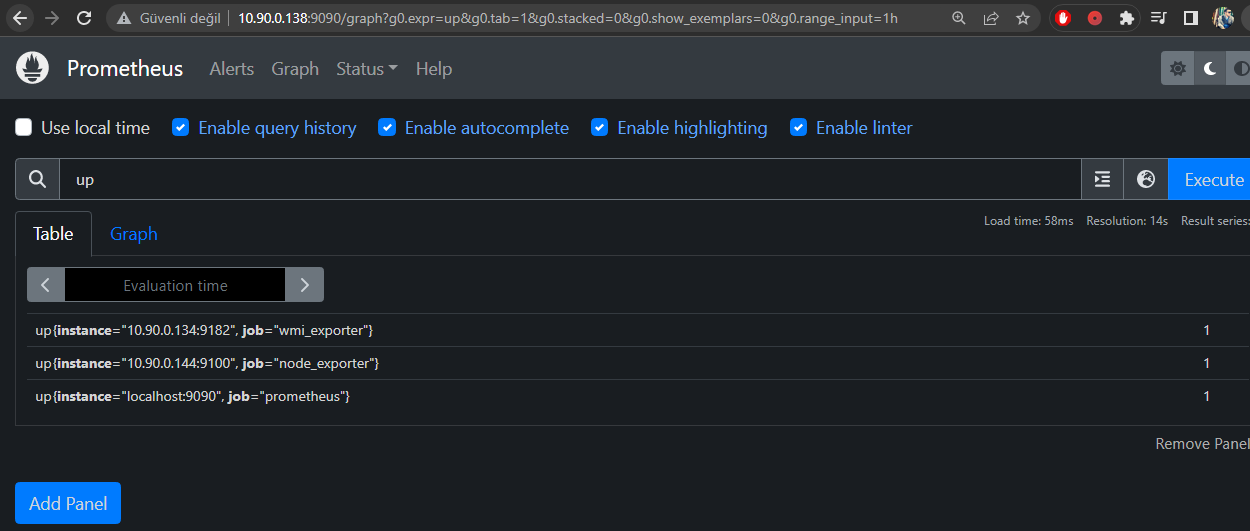 Güvenli değil | 10.90.0.138:9090/graph?g0.expr=up&g0.tab=1&g0.stacked=0&g0.show_exemplars=0&g0.range_input=1h
Prometheus Alerts Graph Status Help
Use local time Enable query history Enable autocomplete Enable highlighting Enable linter
up Execute
Table Graph Load time: 58ms Resolution: 14s Result series:
Evaluation time
up{instance="10.90.0.134:9182", job="wmi_exporter"} 1
up{instance="10.90.0.144:9100", job="node_exporter"} 1
up{instance="localhost:9090", job="prometheus"} 1
Remove Panel
Add Panel